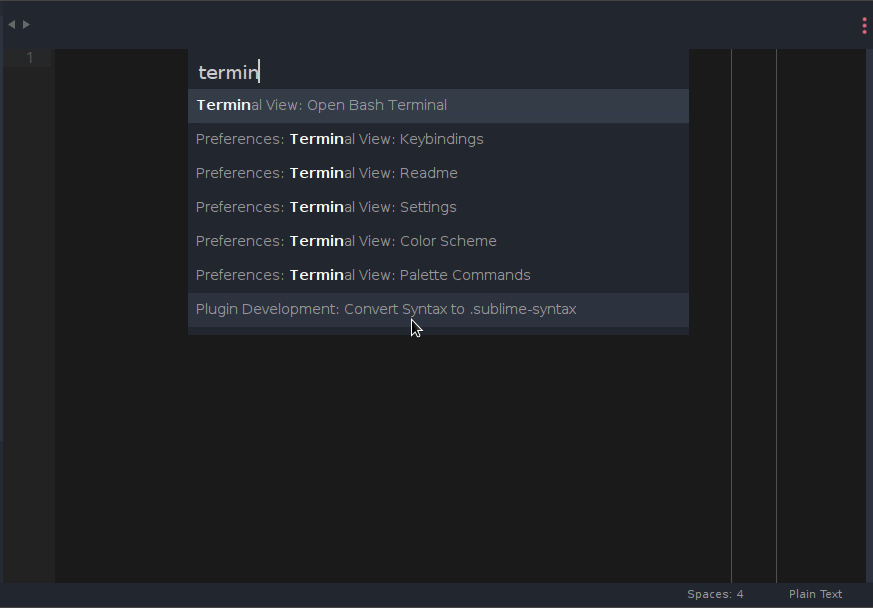 1
termin
Terminal View: Open Bash Terminal
Preferences: Terminal View: Keybindings
Preferences: Terminal View: Readme
Preferences: Terminal View: Settings
Preferences: Terminal View: Color Scheme
Preferences: Terminal View: Palette Commands
Plugin Development: Convert Syntax to .sublime-syntax
Spaces: 4 Plain Text